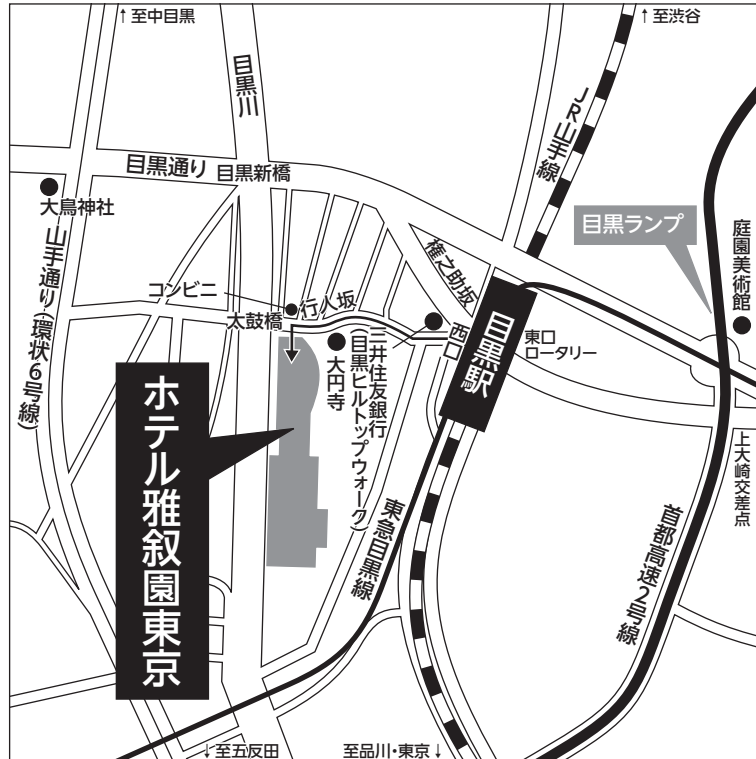 ↑至中目黒
↑至渋谷
目黒川
JR山手線
目黒通り
目黒新橋
大鳥神社
目黒ランプ
庭園美術館
山手通り(環状6号線)
権之助坂
コンビニ
行人坂
太鼓橋
西口
目黒駅
東口
ロータリー
大円寺
三井住友銀行
(目黒ヒルトップウォーク)
ホテル雅叙園東京
上大崎交差点
東急目黒線
首都高速2号線
↓至五反田
至品川・東京↓